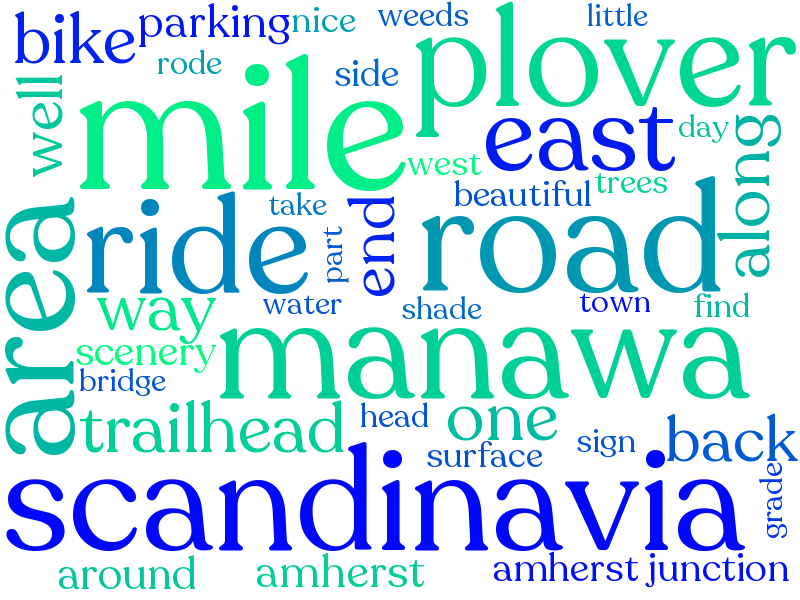 weeds
little
parking
nice
bike
plover
rode
side
well
mile
east
day
along
west
beautiful
trees
take
ride
part
end
road
area
way
water
shade
town
find
scenery
manawa
bridge
trailhead
head
one
back
surface
sign
grade
scandinavia
around
amherst
amherst junction